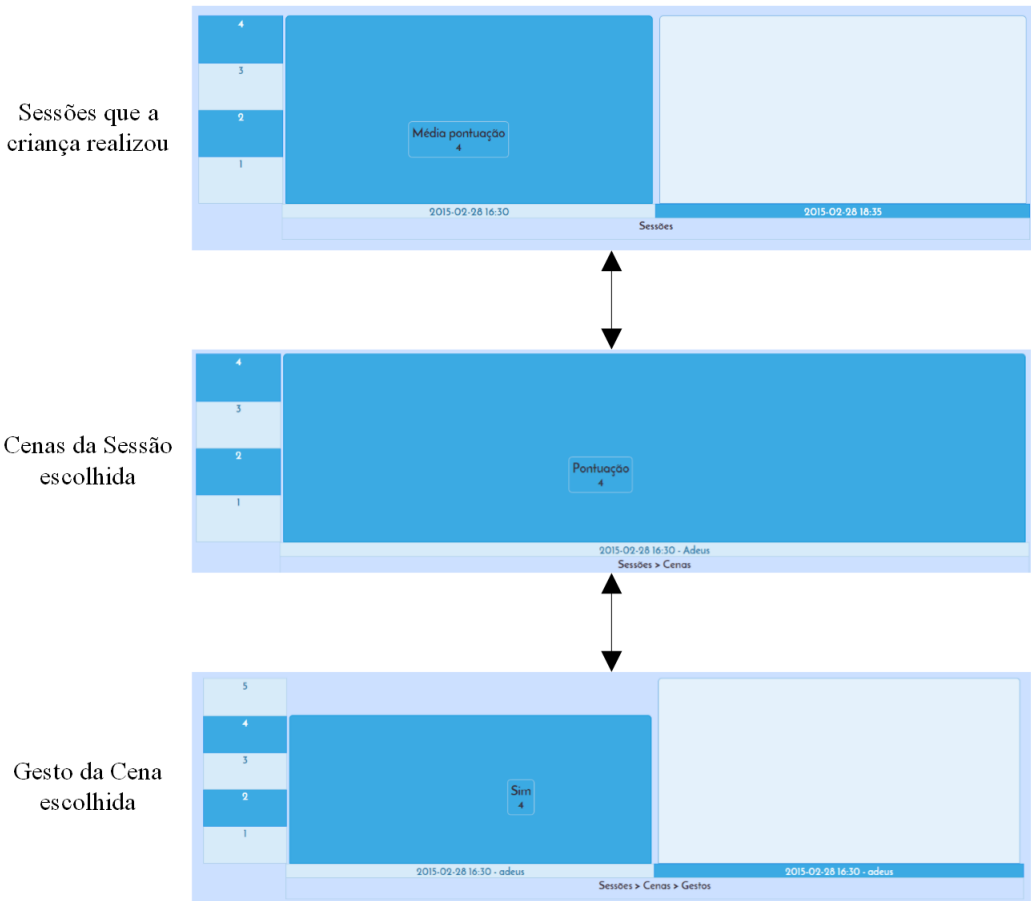 Sessões que a
criança realizou
4
3
2
1
Média pontuação
4
2015-02-28 16:30
2015-02-28 18:35
Sessões
Cenas da Sessão
escolhida
4
3
2
1
Pontuação
4
2015-02-28 16:30 - Adeus
Sessões > Cenas
Gesto da Cena
escolhida
5
4
3
2
1
Sim
4
2015-02-28 16:30 - adeus
2015-02-28 16:30 - adeus
Sessões > Cenas > Gestos